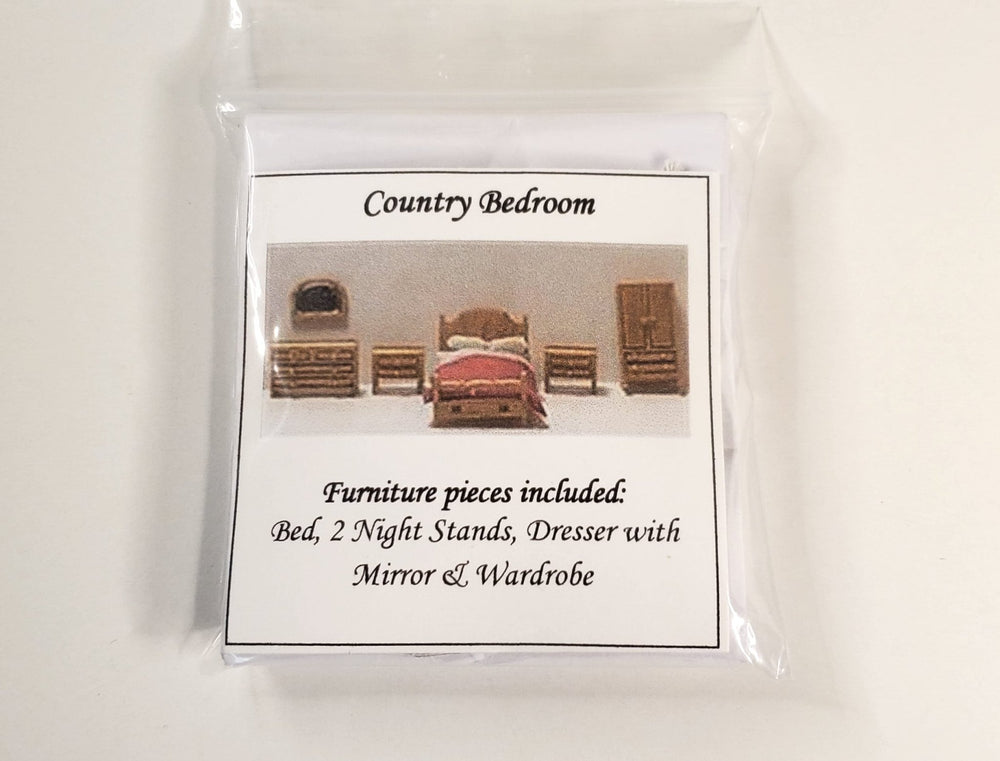 Country Bedroom
Furniture pieces included:
Bed, 2 Night Stands, Dresser with
Mirror & Wardrobe